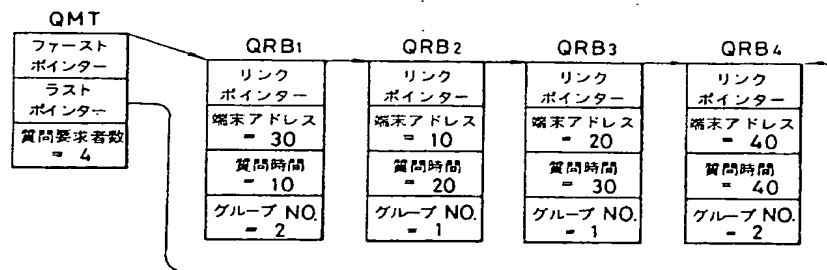 QMT
ファースト
ポインター
ラスト
ポインター
質問要求者数
= 4
QRB1
リンク
ポインター
端末アドレス
= 30
質問時間
= 10
グループ NO.
= 2
QRB2
リンク
ポインター
端末アドレス
= 10
質問時間
= 20
グループ NO.
= 1
QRB3
リンク
ポインター
端末アドレス
= 20
質問時間
= 30
グループ NO.
= 1
QRB4
リンク
ポインター
端末アドレス
= 40
質問時間
= 40
グループ NO.
= 2